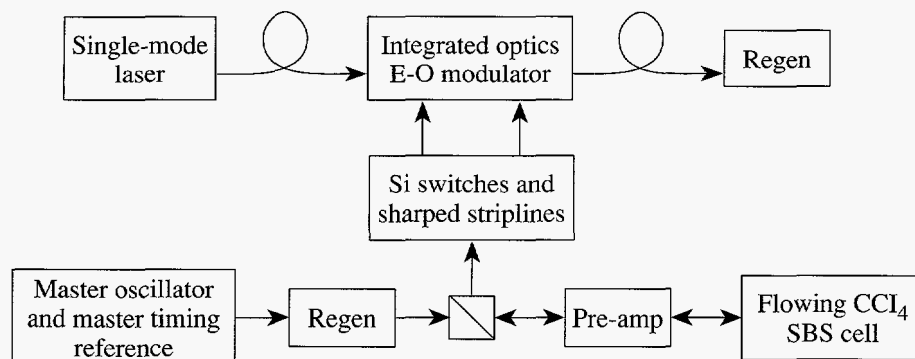 Single-mode
laser
Integrated optics
E-O modulator
Regen
Si switches and
sharped striplines
Master oscillator
and master timing
reference
Regen
Pre-amp
Flowing CCI4
SBS cell